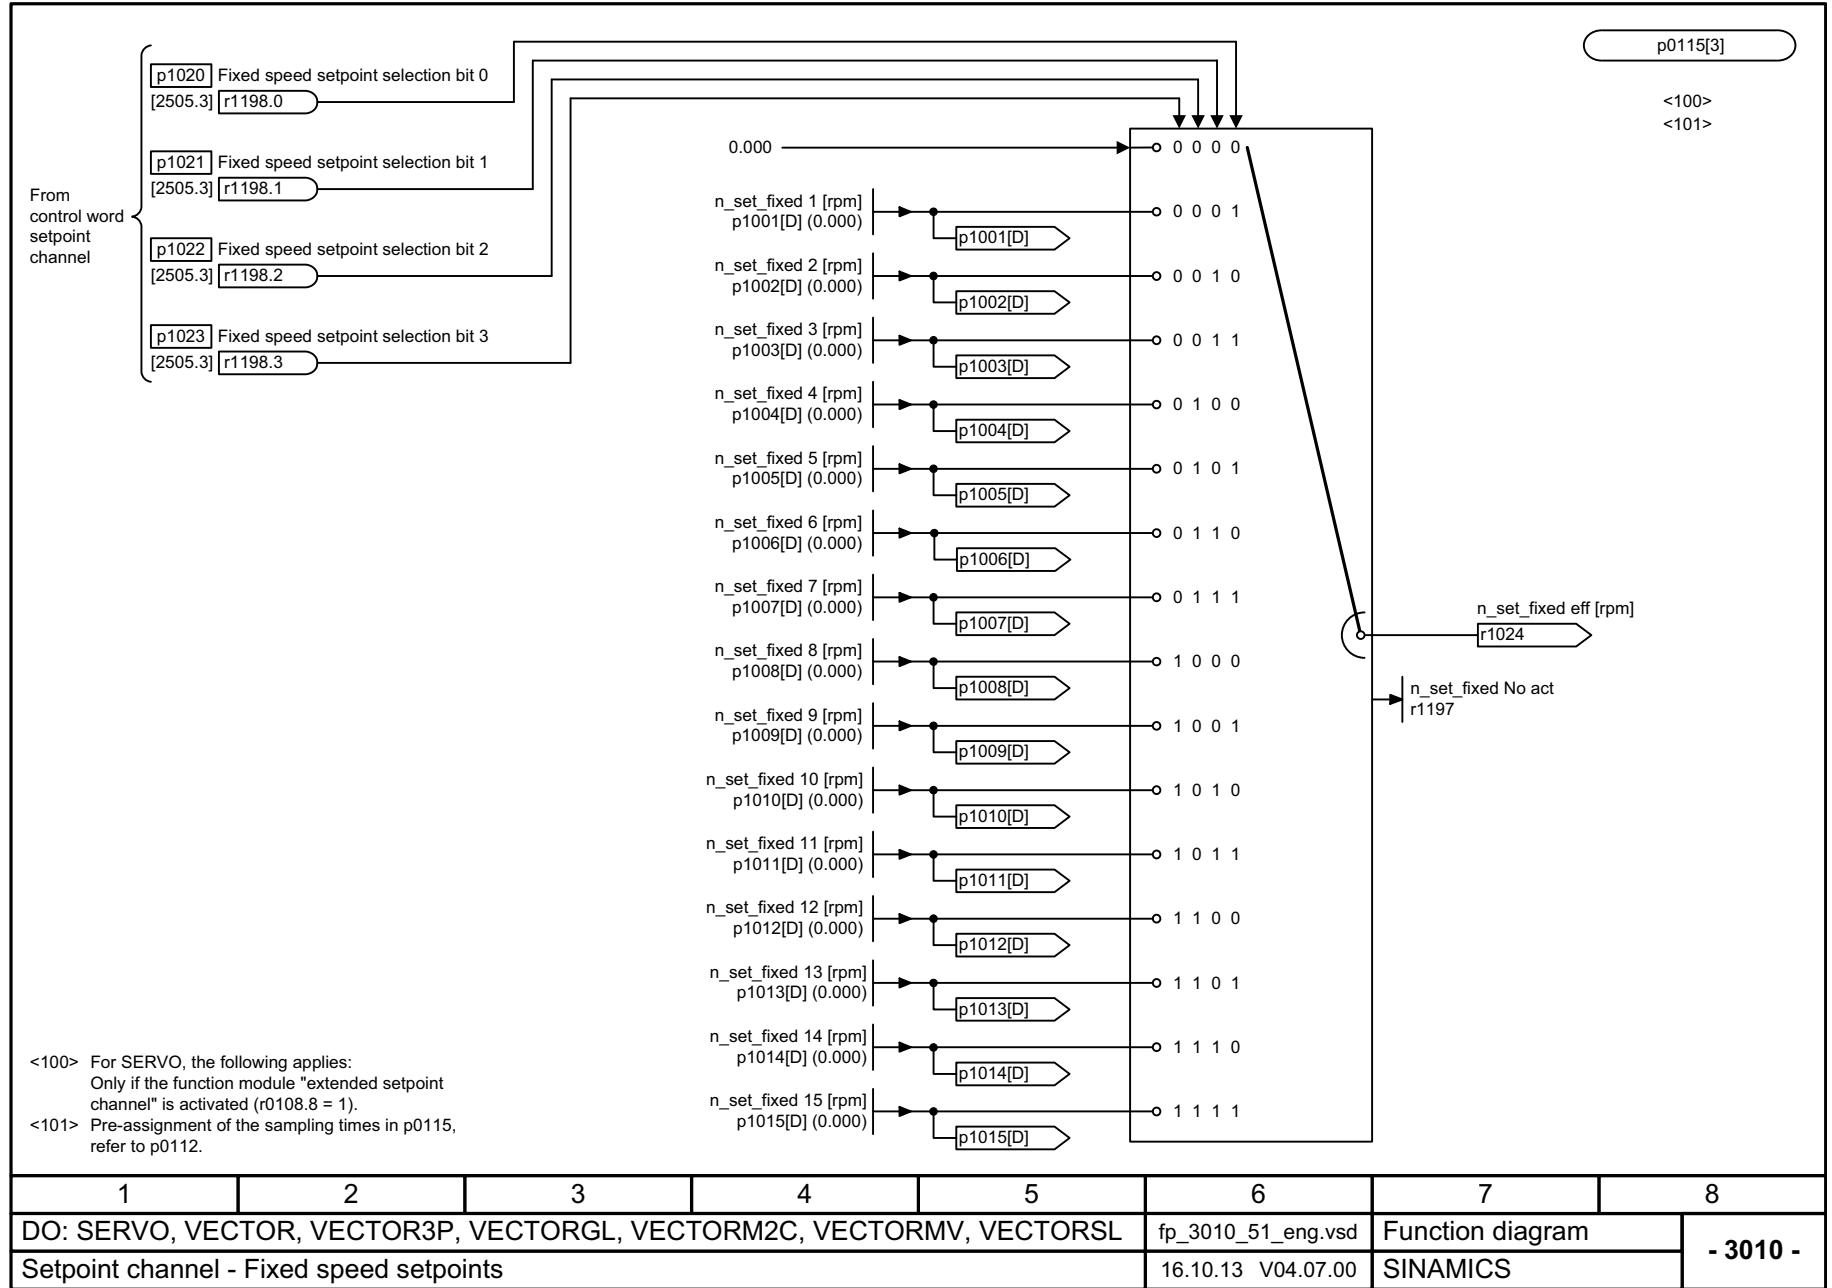 p0115[3]
<100>
<101>
p1020 Fixed speed setpoint selection bit 0
[2505.3] r1198.0
p1021 Fixed speed setpoint selection bit 1
[2505.3] r1198.1
p1022 Fixed speed setpoint selection bit 2
[2505.3] r1198.2
p1023 Fixed speed setpoint selection bit 3
[2505.3] r1198.3
From
control word
setpoint
channel
0.000 0 0 0 0
n_set_fixed 1 [rpm]
p1001[D] (0.000) 0 0 0 1
p1001[D]
n_set_fixed 2 [rpm]
p1002[D] (0.000) 0 0 1 0
p1002[D]
n_set_fixed 3 [rpm]
p1003[D] (0.000) 0 0 1 1
p1003[D]
n_set_fixed 4 [rpm]
p1004[D] (0.000) 0 1 0 0
p1004[D]
n_set_fixed 5 [rpm]
p1005[D] (0.000) 0 1 0 1
p1005[D]
n_set_fixed 6 [rpm]
p1006[D] (0.000) 0 1 1 0
p1006[D]
n_set_fixed 7 [rpm]
p1007[D] (0.000) 0 1 1 1
p1007[D]
n_set_fixed 8 [rpm]
p1008[D] (0.000) 1 0 0 0
p1008[D]
n_set_fixed 9 [rpm]
p1009[D] (0.000) 1 0 0 1
p1009[D]
n_set_fixed 10 [rpm]
p1010[D] (0.000) 1 0 1 0
p1010[D]
n_set_fixed 11 [rpm]
p1011[D] (0.000) 1 0 1 1
p1011[D]
n_set_fixed 12 [rpm]
p1012[D] (0.000) 1 1 0 0
p1012[D]
n_set_fixed 13 [rpm]
p1013[D] (0.000) 1 1 0 1
p1013[D]
n_set_fixed 14 [rpm]
p1014[D] (0.000) 1 1 1 0
p1014[D]
n_set_fixed 15 [rpm]
p1015[D] (0.000) 1 1 1 1
p1015[D]
n_set_fixed eff [rpm]
r1024
n_set_fixed No act
r1197
<100> For SERVO, the following applies:
Only if the function module "extended setpoint
channel" is activated (r0108.8 = 1).
<101> Pre-assignment of the sampling times in p0115,
refer to p0112.
1 2 3 4 5 6 7 8
DO: SERVO, VECTOR, VECTOR3P, VECTORGL, VECTORM2C, VECTORMV, VECTORSL fp_3010_51_eng.vsd Function diagram
- 3010 -
Setpoint channel - Fixed speed setpoints 16.10.13 V04.07.00 SINAMICS